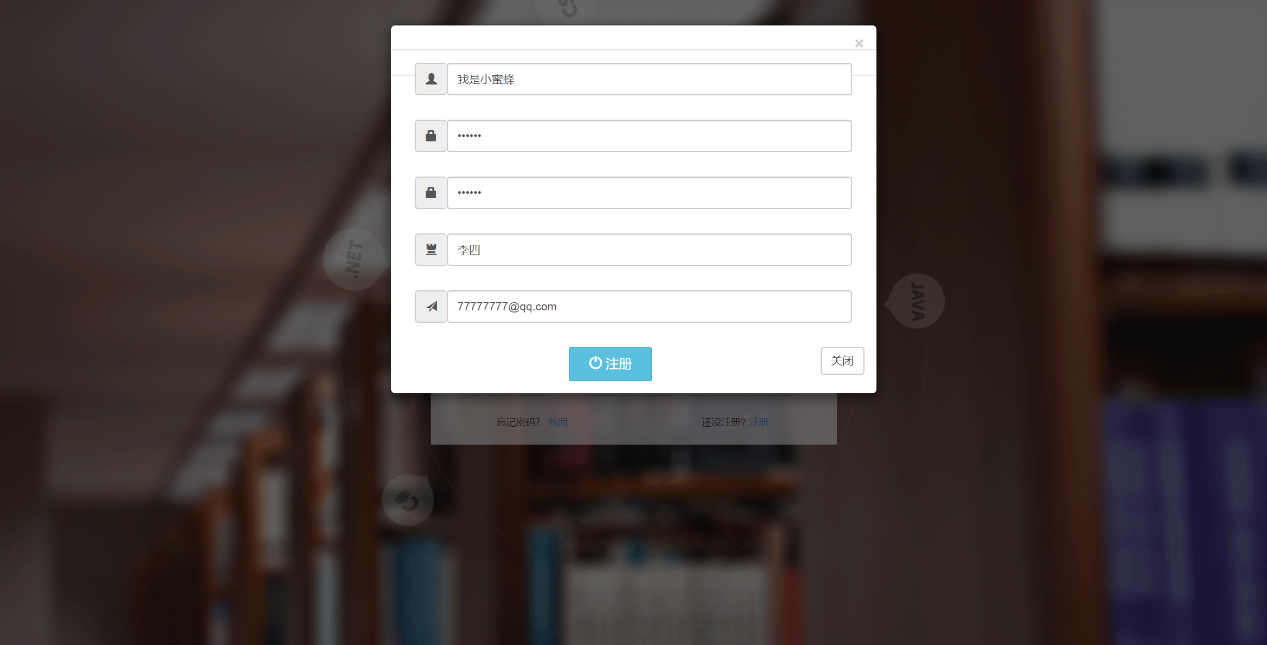 ×
我是小蜜蜂
••••••
••••••
李四
77777777@qq.com
注册
关闭
忘记密码? 找回
还没注册? 注册
.NET
JAVA
C#